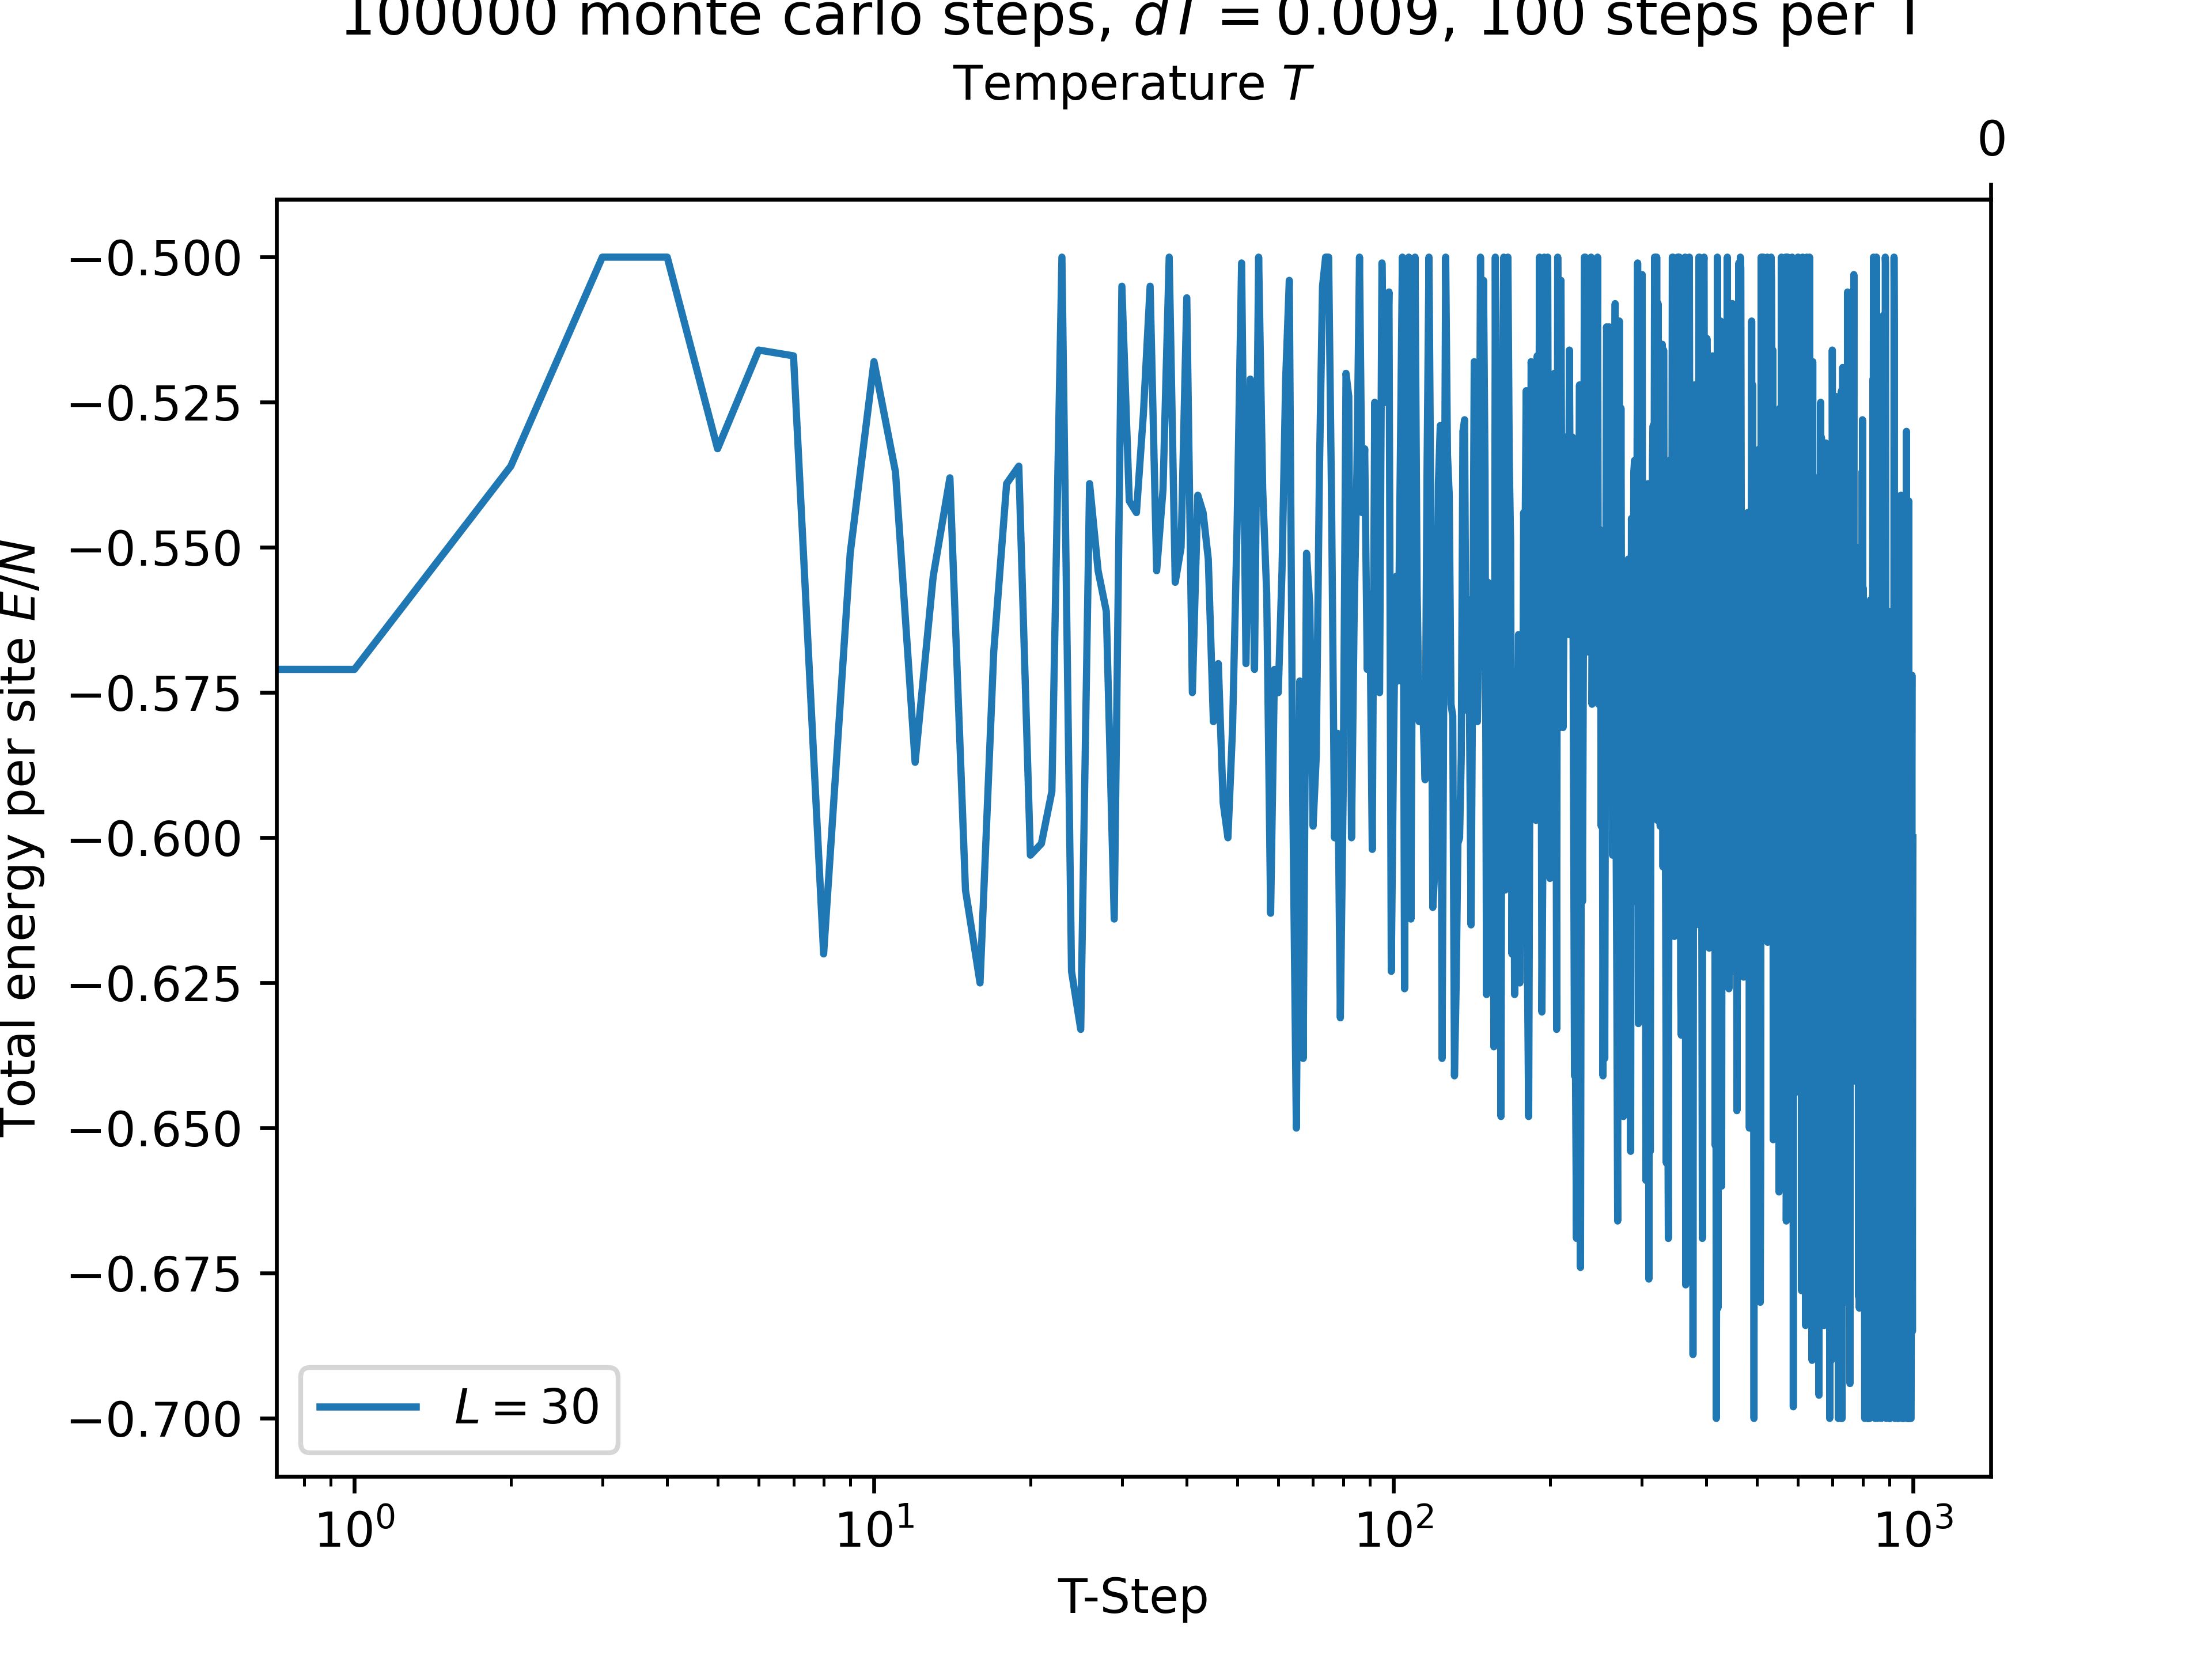 100000 monte carlo steps, dT = 0.009, 100 steps per T
Temperature T
0
Total energy per site E/N
−0.500
−0.525
−0.550
−0.575
−0.600
−0.625
−0.650
−0.675
−0.700
L = 30
10⁰
10¹
10²
10³
T-Step